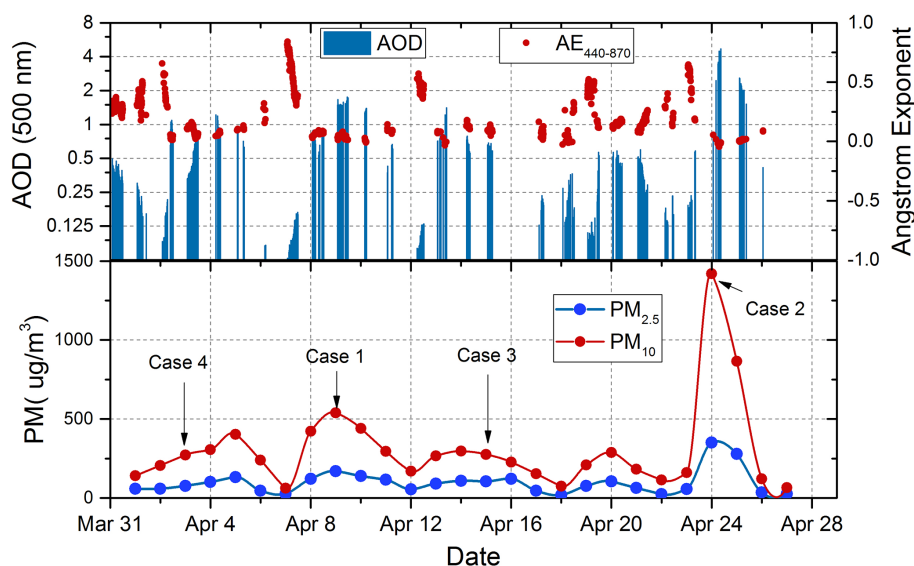 AOD
AE440-870
AOD (500 nm)
8
4
2
1
0.5
0.25
0.125
1.0
0.5
0.0
-0.5
-1.0
Angstrom Exponent
PM( ug/m³)
1500
1000
500
0
PM2.5
PM10
Case 4
Case 1
Case 3
Case 2
Mar 31
Apr 4
Apr 8
Apr 12
Apr 16
Apr 20
Apr 24
Apr 28
Date